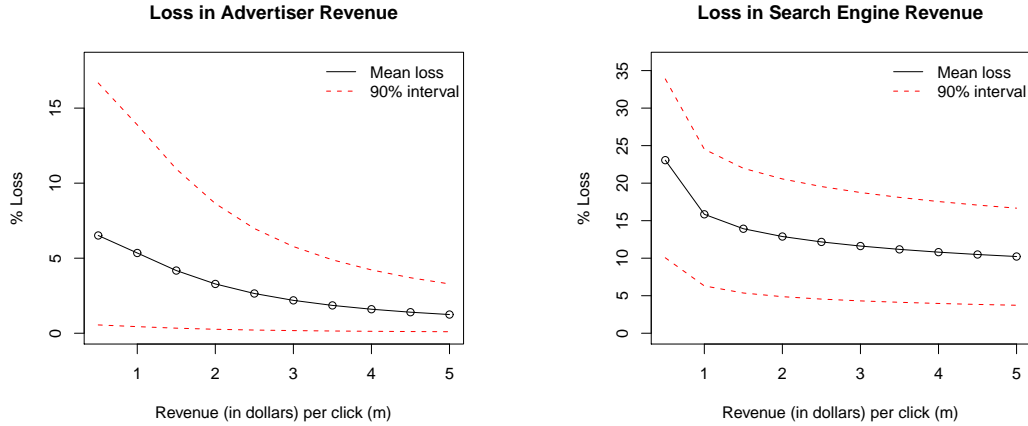 Loss in Advertiser Revenue
Mean loss
90% interval
% Loss
15
10
5
0
1 2 3 4 5
Revenue (in dollars) per click (m)
Loss in Search Engine Revenue
Mean loss
90% interval
% Loss
35
30
25
20
15
10
5
0
1 2 3 4 5
Revenue (in dollars) per click (m)